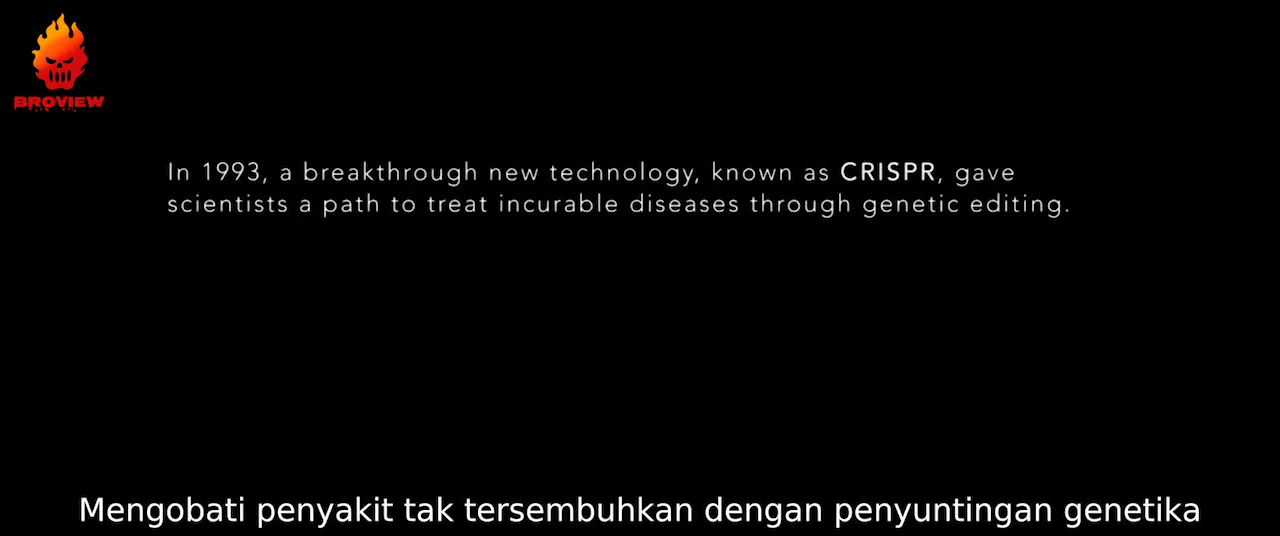 BROVIEW
In 1993, a breakthrough new technology, known as CRISPR, gave
scientists a path to treat incurable diseases through genetic editing.
Mengobati penyakit tak tersembuhkan dengan penyuntingan genetika